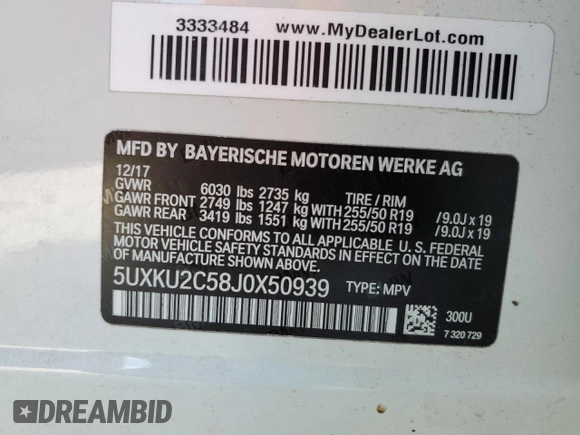 3333484 www.MyDealerLot.com
MFD BY BAYERISCHE MOTOREN WERKE AG
12/17
GVWR 6030 lbs 2735 kg TIRE / RIM
GAWR FRONT 2749 lbs 1247 kg WITH 255/50 R19 /9.0J x 19
GAWR REAR 3419 lbs 1551 kg WITH 255/50 R19 /9.0J x 19
THIS VEHICLE CONFORMS TO ALL APPLICABLE U. S. FEDERAL
MOTOR VEHICLE SAFETY STANDARDS IN EFFECT ON THE DATE
OF MANUFACTURE SHOWN ABOVE.
5UXKU2C58J0X50939 TYPE: MPV
300U
7 320 729
DREAMBID